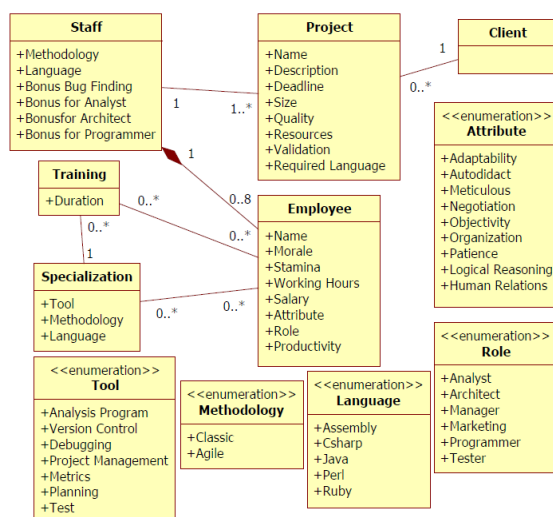 Staff
+Methodology
+Language
+Bonus Bug Finding
+Bonus for Analyst
+Bonusfor Architect
+Bonus for Programmer
Project
+Name
+Description
+Deadline
+Size
+Quality
+Resources
+Validation
+Required Language
Client
1
0..*
1
1..*
1
0..8
<<enumeration>>
Attribute
+Adaptability
+Autodidact
+Meticulous
+Negotiation
+Objectivity
+Organization
+Patience
+Logical Reasoning
+Human Relations
Training
+Duration
0..*
0..*
0..*
1
Employee
+Name
+Morale
+Stamina
+Working Hours
+Salary
+Attribute
+Role
+Productivity
Specialization
+Tool
+Methodology
+Language
0..*
0..*
<<enumeration>>
Role
+Analyst
+Architect
+Manager
+Marketing
+Programmer
+Tester
<<enumeration>>
Tool
+Analysis Program
+Version Control
+Debugging
+Project Management
+Metrics
+Planning
+Test
<<enumeration>>
Methodology
+Classic
+Agile
<<enumeration>>
Language
+Assembly
+Csharp
+Java
+Perl
+Ruby